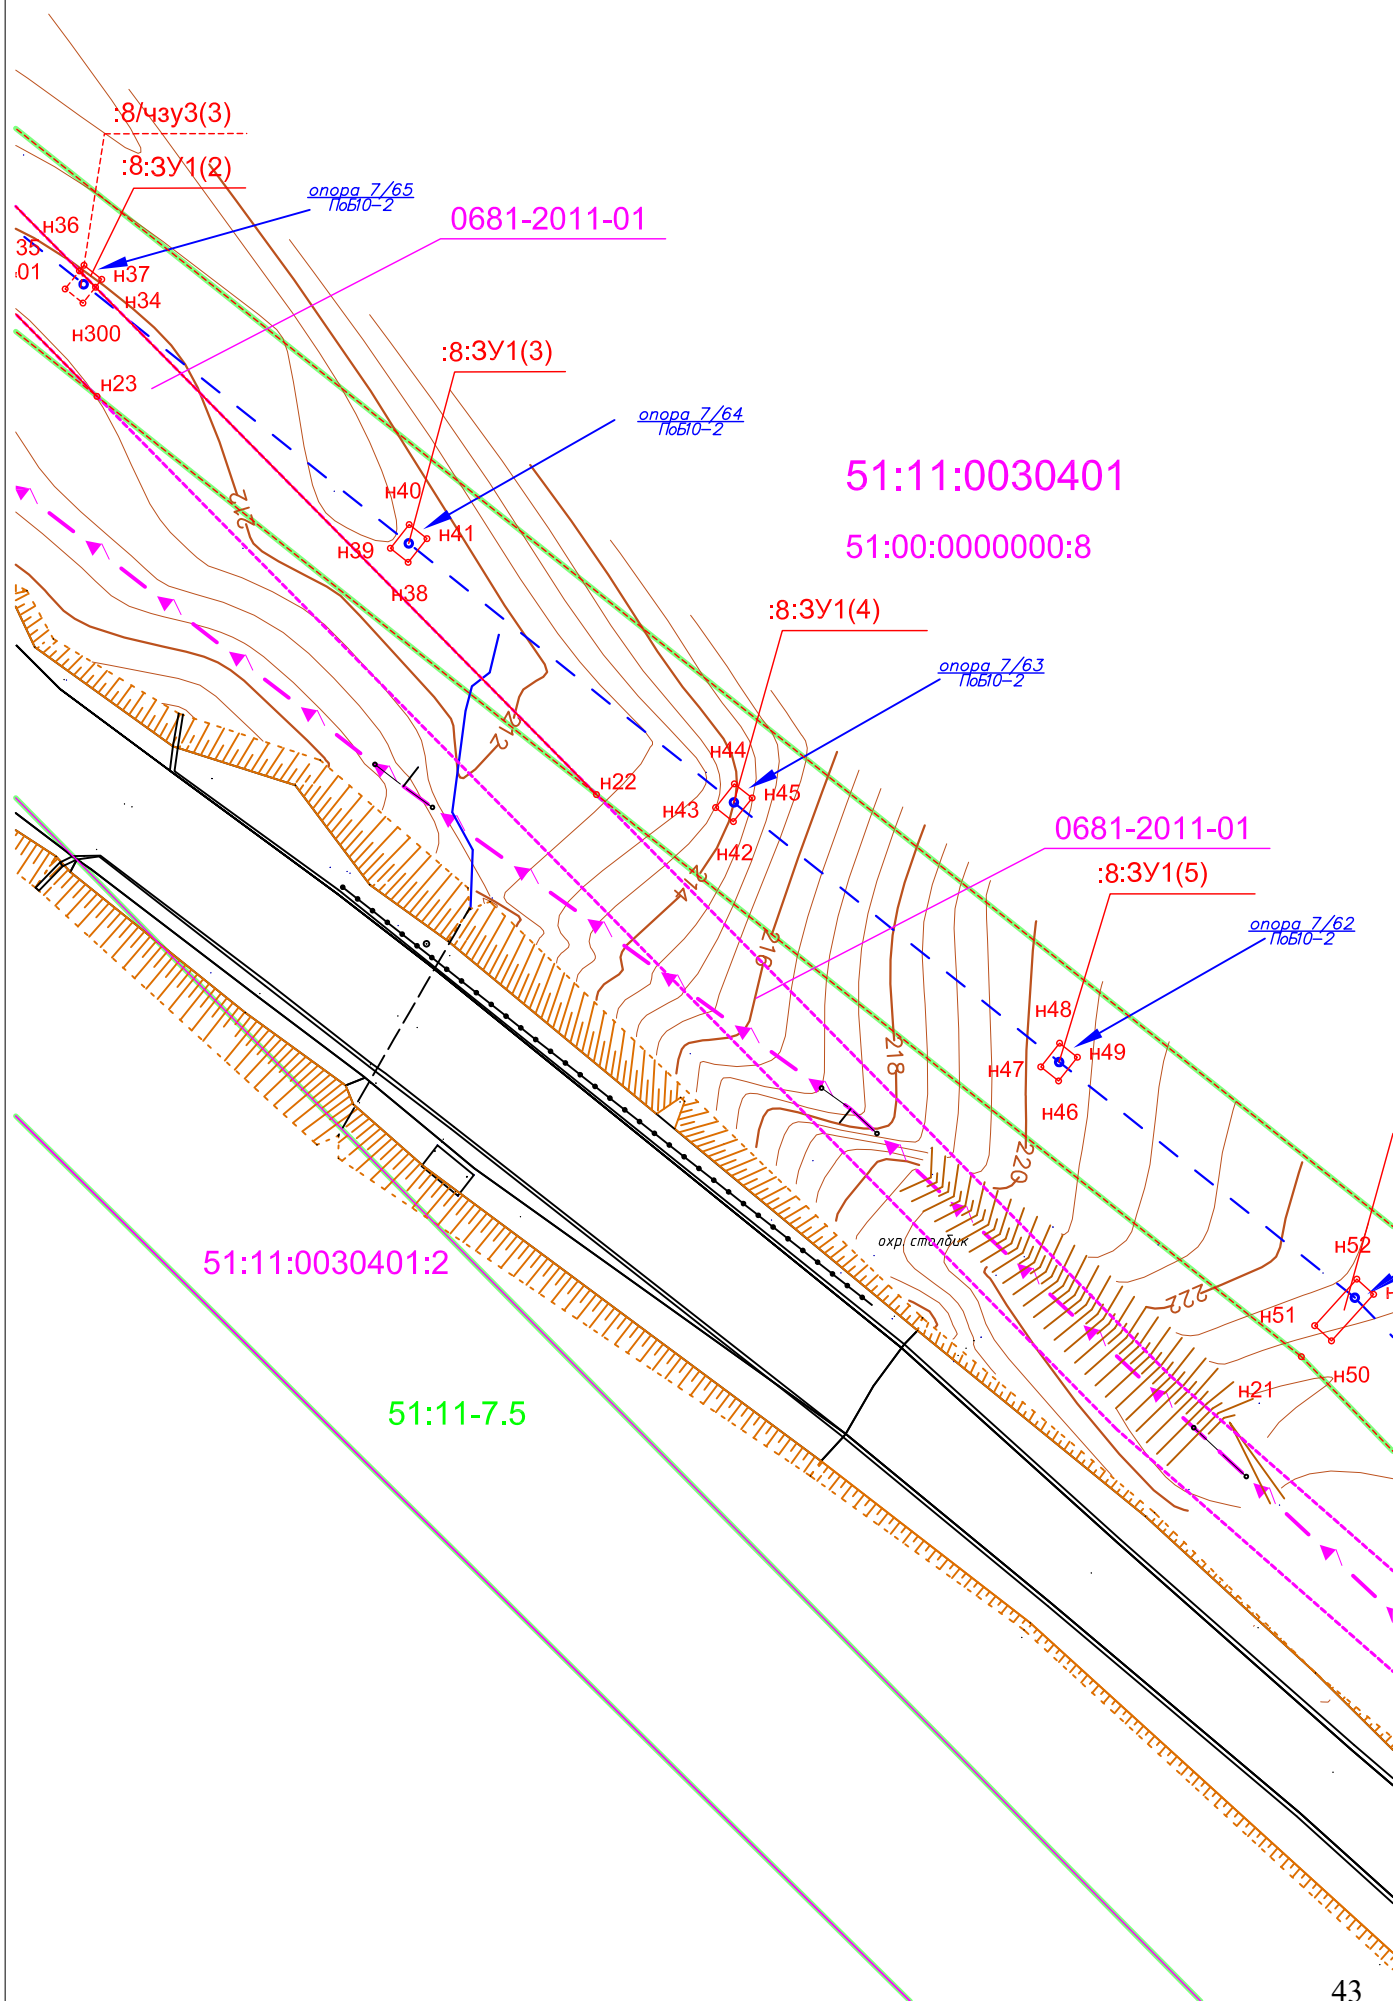 :8/чзу3(3)
:8:ЗУ1(2)
опора 7/65
ПоБ10-2
0681-2011-01
н36
35
01
н37
н34
н300
н23
:8:ЗУ1(3)
опора 7/64
ПоБ10-2
51:11:0030401
51:00:0000000:8
н40
н41
н39
н38
212
:8:ЗУ1(4)
опора 7/63
ПоБ10-2
212
н44
н22
н45
н43
н42
0681-2011-01
:8:ЗУ1(5)
214
опора 7/62
ПоБ10-2
216
н48
н49
н47
218
н46
220
охр. столбик
51:11:0030401:2
н52
222
н51
н
н50
н21
51:11-7.5
43